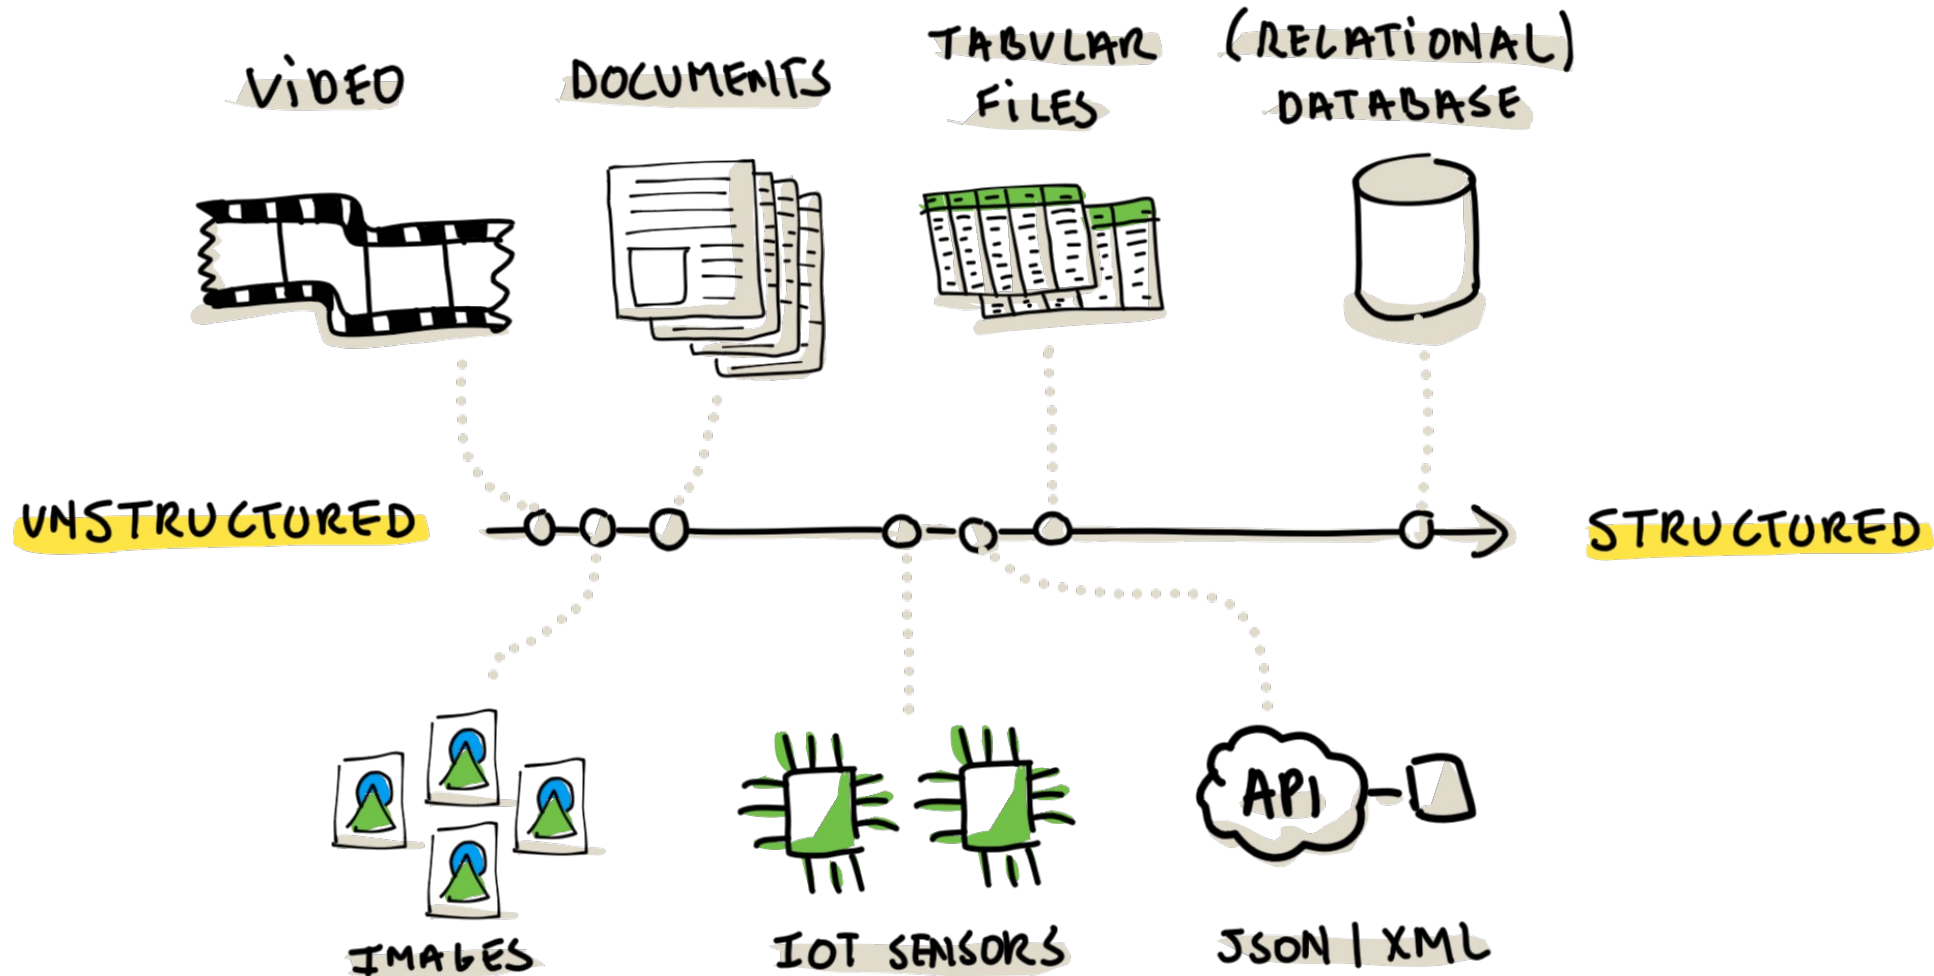 VIDEO
DOCUMENTS
TABULAR
FILES
(RELATIONAL)
DATABASE
UNSTRUCTURED
STRUCTURED
API
IMAGES
IOT SENSORS
JSON | XML